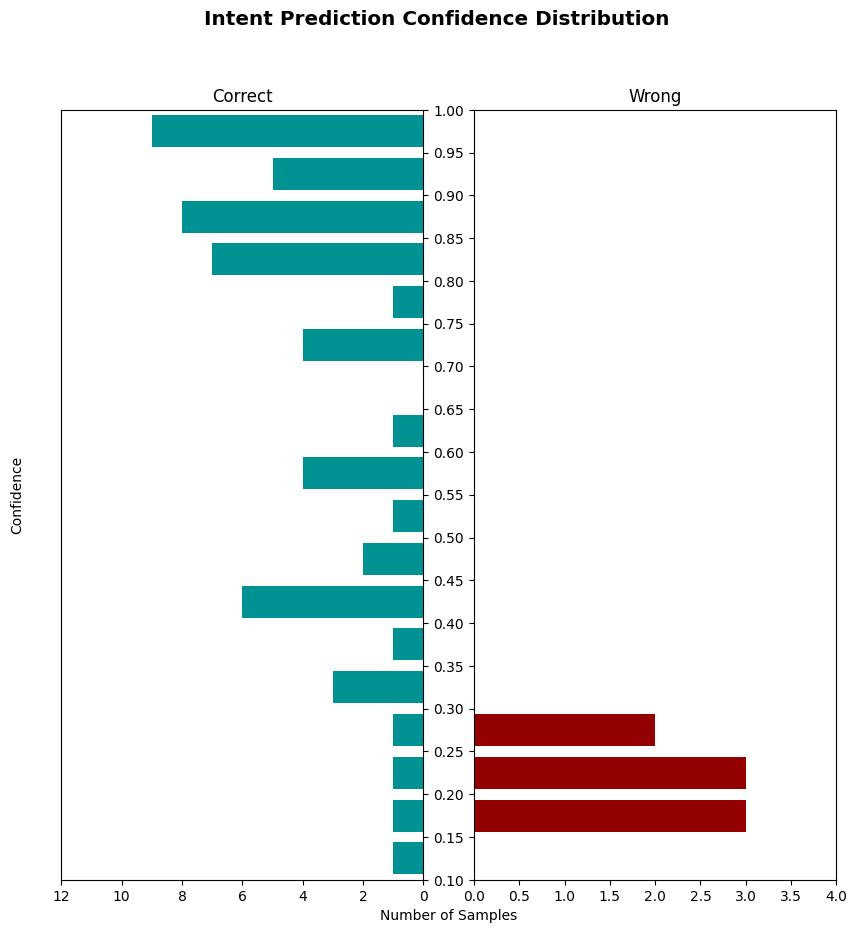 Intent Prediction Confidence Distribution
Correct
Wrong
1.00
0.95
0.90
0.85
0.80
0.75
0.70
0.65
0.60
0.55
0.50
0.45
0.40
0.35
0.30
0.25
0.20
0.15
0.10
Confidence
12 10 8 6 4 2 0
0.0 0.5 1.0 1.5 2.0 2.5 3.0 3.5 4.0
Number of Samples